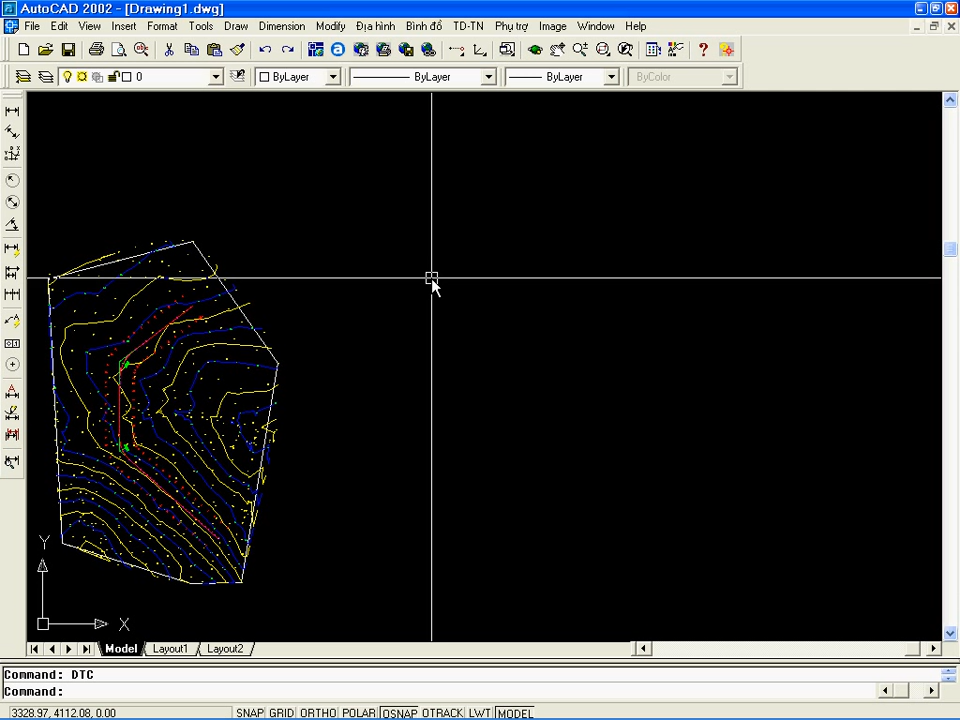 AutoCAD 2002 - [Drawing1.dwg]
File Edit View Insert Format Tools Draw Dimension Modify Địa hình Bình đồ TD-TN Phụ trợ Image Window Help
0 ByLayer ByLayer ByLayer ByColor
Y
X
Model Layout1 Layout2
Command: DTC
Command:
3328.97, 4112.08, 0.00 SNAP GRID ORTHO POLAR OSNAP OTRACK LWT MODEL